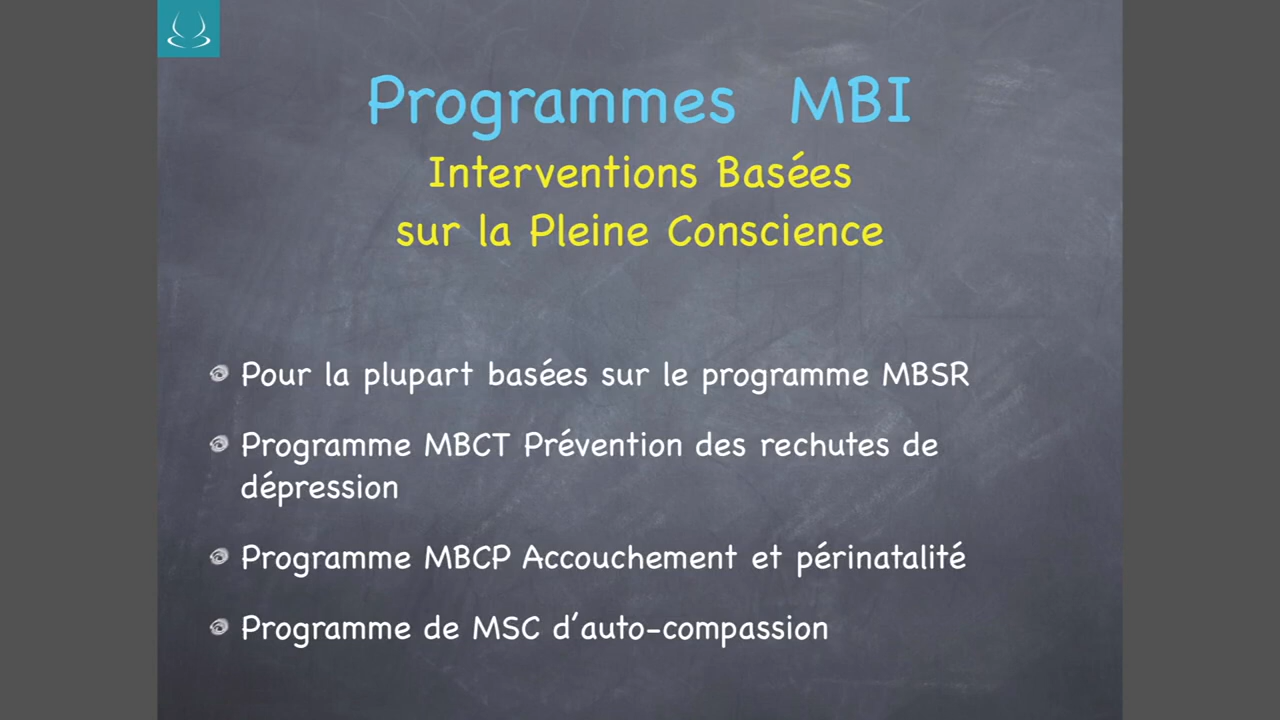 Programmes MBI
Interventions Basées
sur la Pleine Conscience
Pour la plupart basées sur le programme MBSR
Programme MBCT Prévention des rechutes de
dépression
Programme MBCP Accouchement et périnatalité
Programme de MSC d’auto-compassion